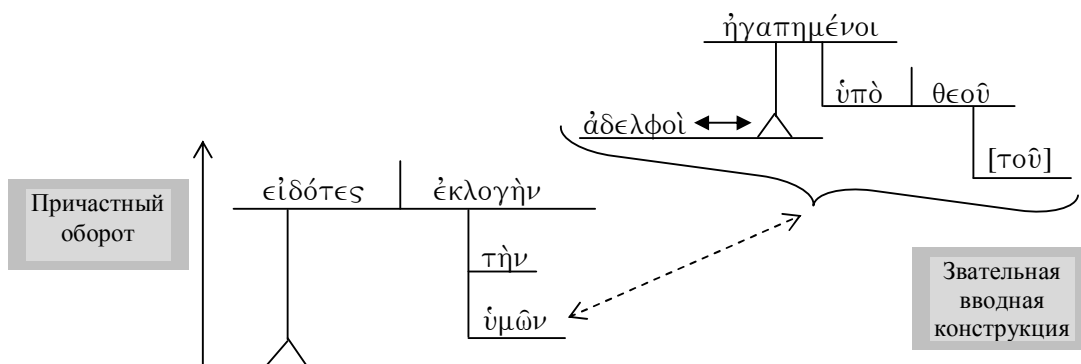 ἠγαπημένοι
ὑπὸ θεοῦ
ἀδελφοὶ
[τοῦ]
Причастный
оборот
εἰδότες ἐκλογὴν
τὴν
ὑμῶν
Звательная
вводная
конструкция